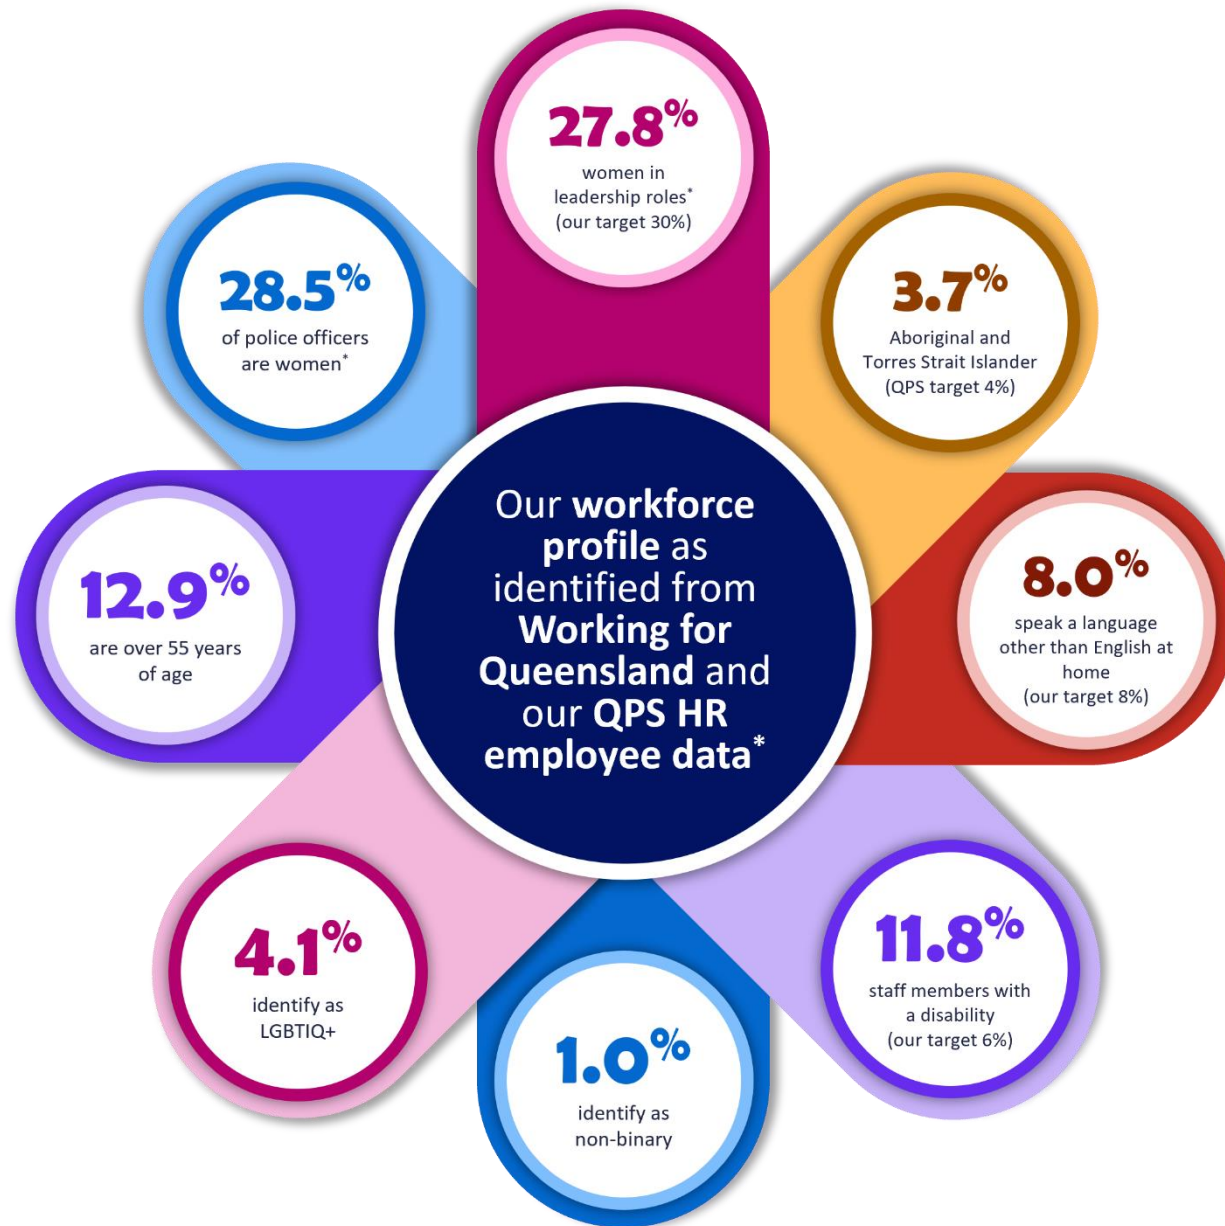 27.8%
women in
leadership roles*
(our target 30%)
3.7%
Aboriginal and
Torres Strait Islander
(QPS target 4%)
8.0%
speak a language
other than English at
home
(our target 8%)
11.8%
staff members with
a disability
(our target 6%)
1.0%
identify as
non-binary
4.1%
identify as
LGBTIQ+
12.9%
are over 55 years
of age
28.5%
of police officers
are women*
Our workforce
profile as
identified from
Working for
Queensland and
our QPS HR
employee data*